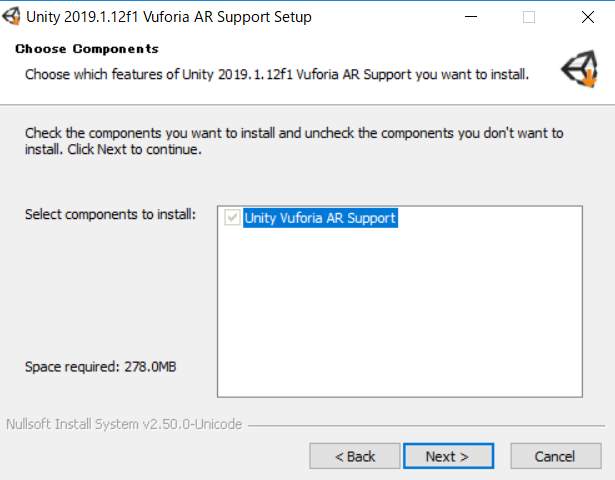 Unity 2019.1.12f1 Vuforia AR Support Setup
Choose Components
Choose which features of Unity 2019.1.12f1 Vuforia AR Support you want to install.
Check the components you want to install and uncheck the components you don't want to
install. Click Next to continue.
Select components to install:
Unity Vuforia AR Support
Space required: 278.0MB
Nullsoft Install System v2.50.0-Unicode
< Back
Next >
Cancel